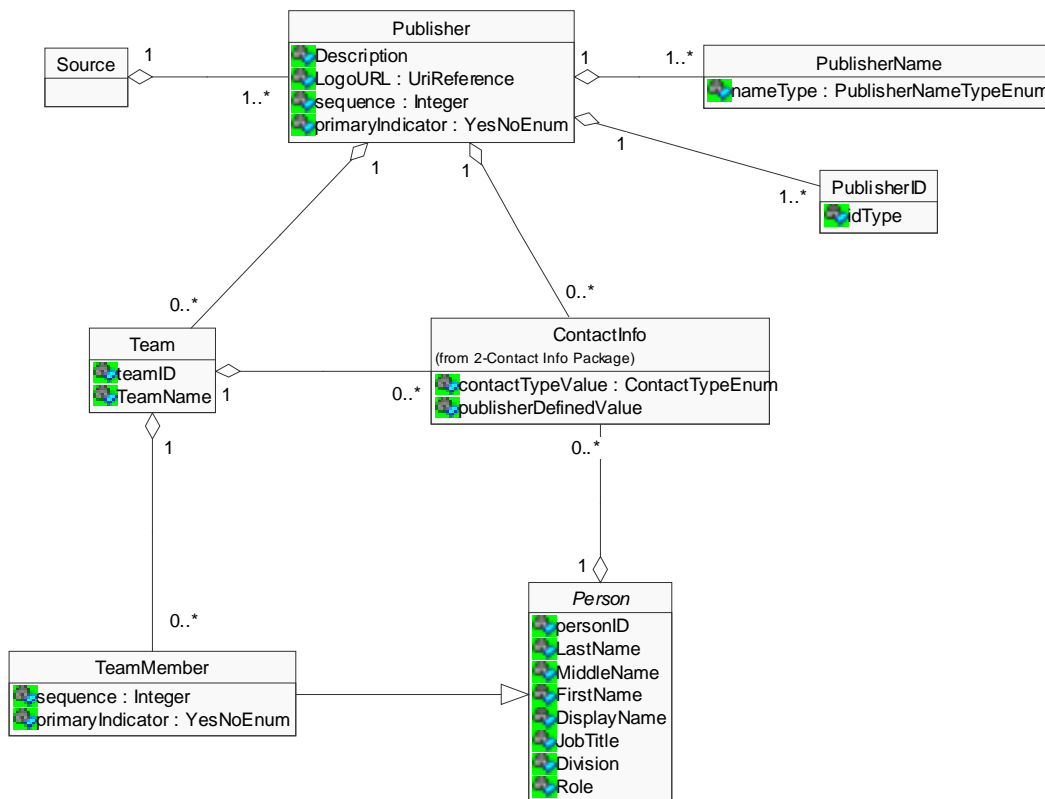 Source
1
1..*
Publisher
Description
LogoURL : UriReference
sequence : Integer
primaryIndicator : YesNoEnum
1
1..*
PublisherName
nameType : PublisherNameTypeEnum
1
1..*
PublisherID
idType
1
1
0..*
0..*
Team
teamID
TeamName
1
0..*
ContactInfo
(from 2-Contact Info Package)
contactTypeValue : ContactTypeEnum
publisherDefinedValue
1
0..*
0..*
1
TeamMember
sequence : Integer
primaryIndicator : YesNoEnum
Person
personID
LastName
MiddleName
FirstName
DisplayName
JobTitle
Division
Role